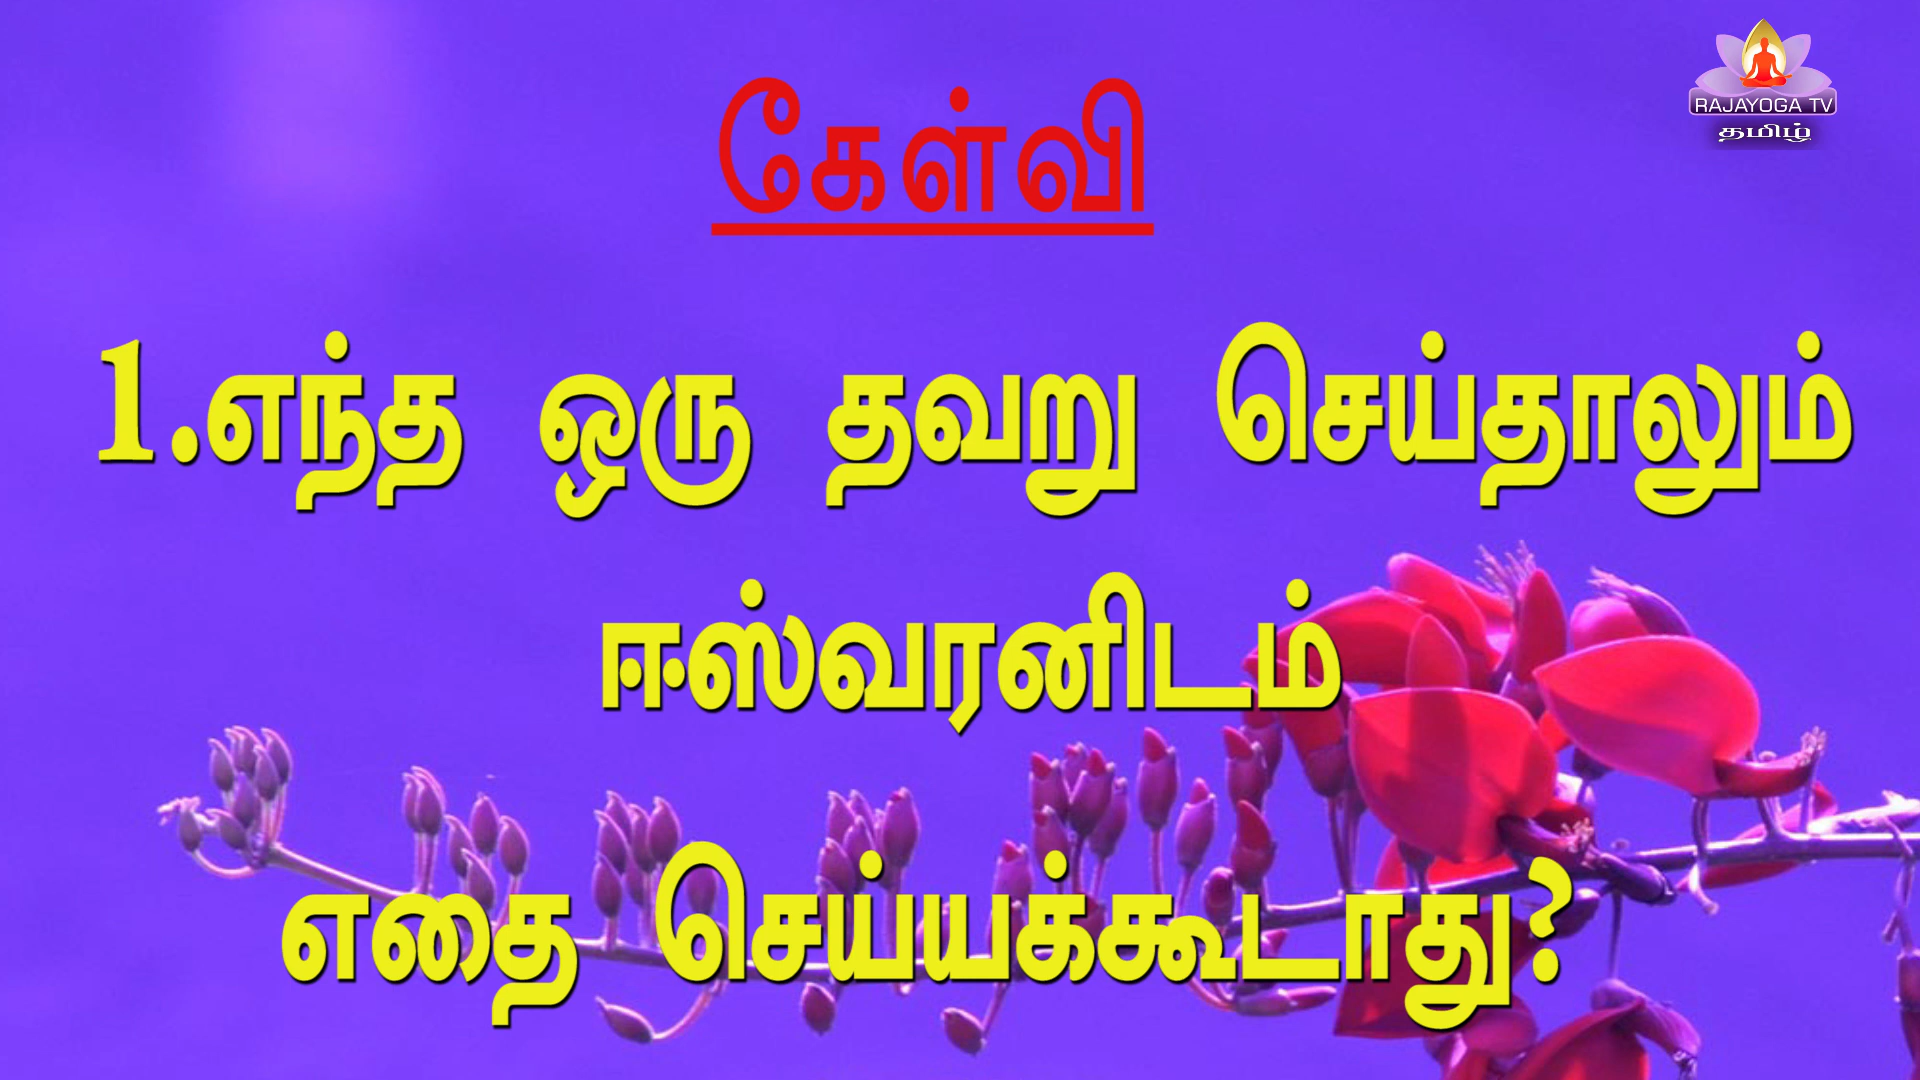 RAJAYOGA TV
தமிழ்
கேள்வி
1.எந்த ஒரு தவறு செய்தாலும்
ஈஸ்வரனிடம்
எதை செய்யக்கூடாது?